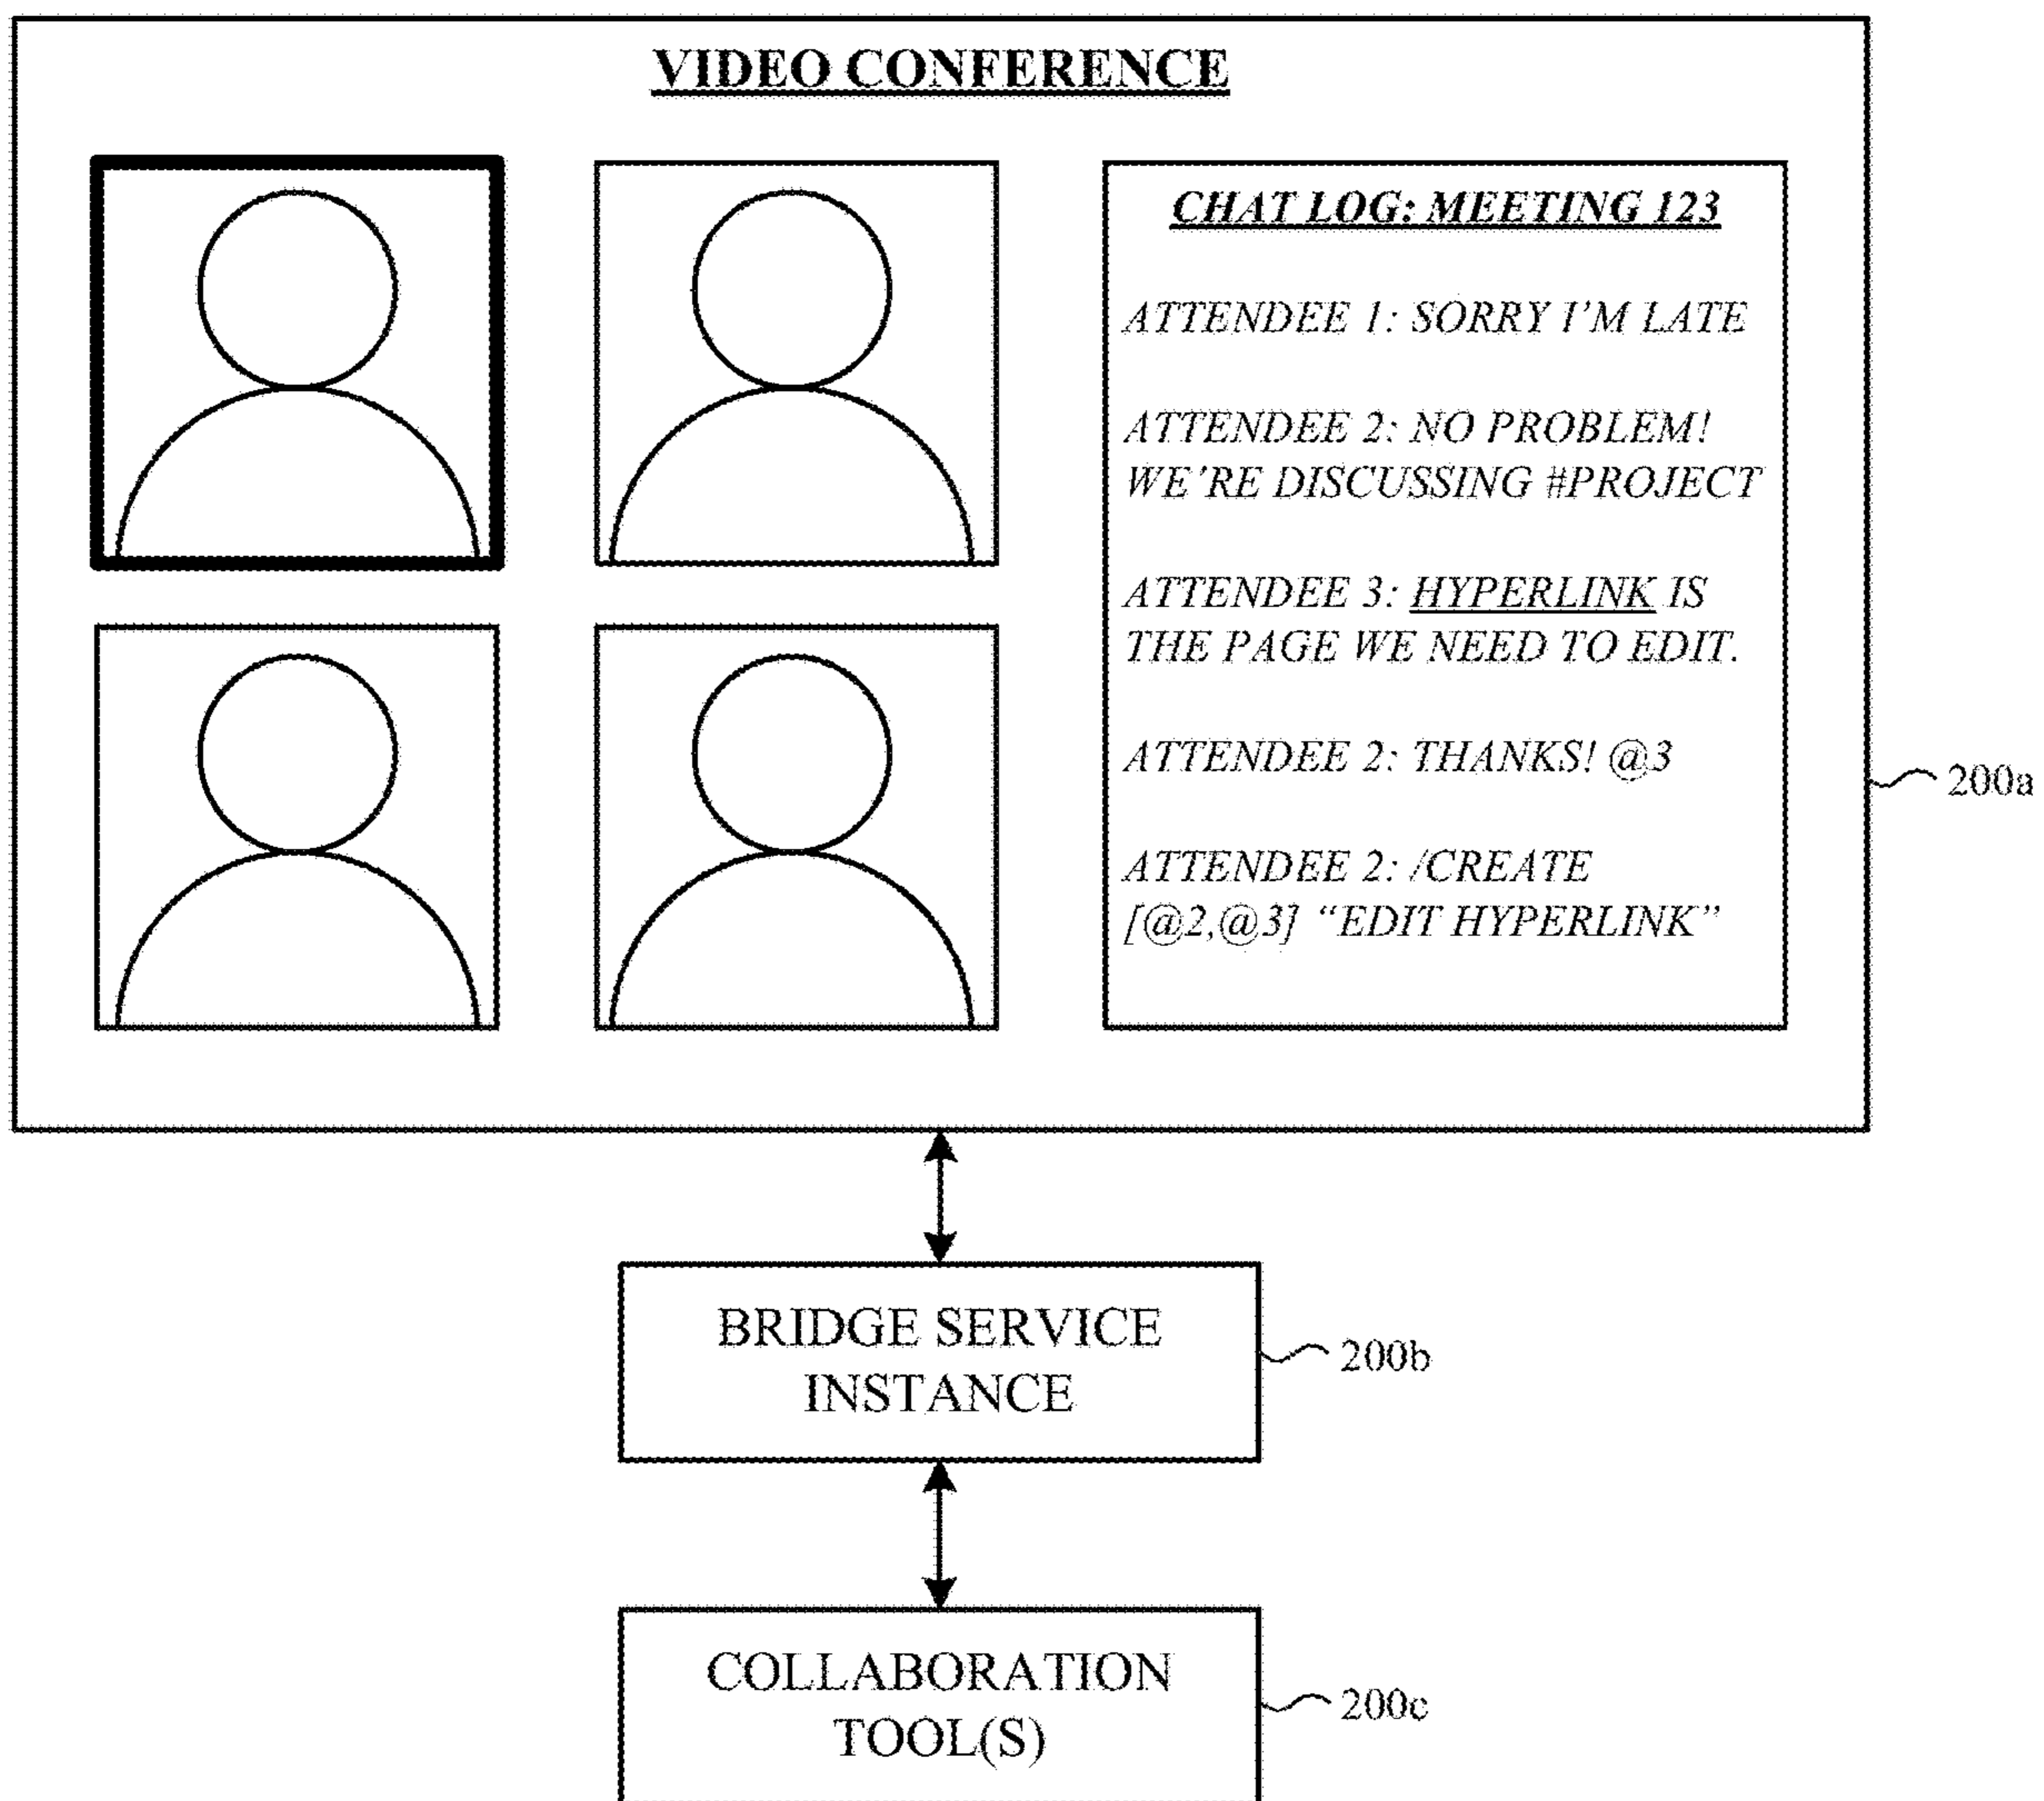 VIDEO CONFERENCE
CHAT LOG: MEETING 123
ATTENDEE 1: SORRY I'M LATE
ATTENDEE 2: NO PROBLEM!
WE'RE DISCUSSING #PROJECT
ATTENDEE 3: HYPERLINK IS
THE PAGE WE NEED TO EDIT.
ATTENDEE 2: THANKS! @3
ATTENDEE 2: /CREATE
[@2,@3] “EDIT HYPERLINK”
200a
BRIDGE SERVICE
INSTANCE
200b
COLLABORATION
TOOL(S)
200c